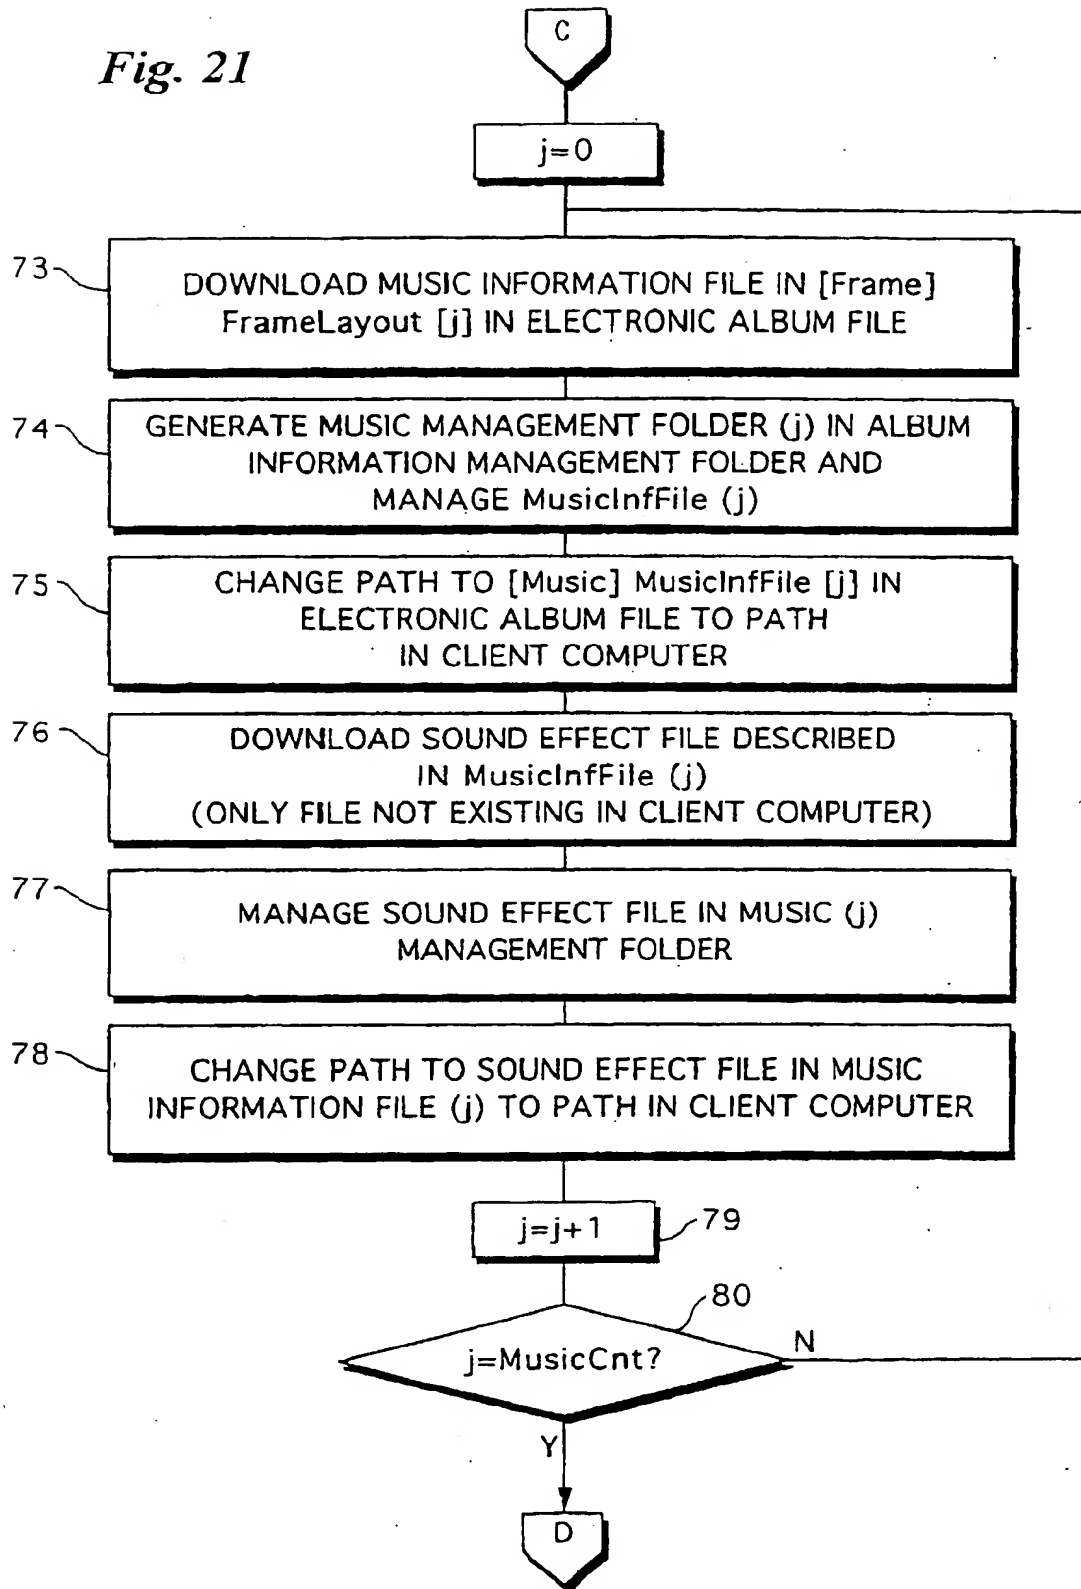 Fig. 21
C
j=0
73
DOWNLOAD MUSIC INFORMATION FILE IN [Frame]
FrameLayout [j] IN ELECTRONIC ALBUM FILE
74
GENERATE MUSIC MANAGEMENT FOLDER (j) IN ALBUM
INFORMATION MANAGEMENT FOLDER AND
MANAGE MusicInfFile (j)
75
CHANGE PATH TO [Music] MusicInfFile [j] IN
ELECTRONIC ALBUM FILE TO PATH
IN CLIENT COMPUTER
76
DOWNLOAD SOUND EFFECT FILE DESCRIBED
IN MusicInfFile (j)
(ONLY FILE NOT EXISTING IN CLIENT COMPUTER)
77
MANAGE SOUND EFFECT FILE IN MUSIC (j)
MANAGEMENT FOLDER
78
CHANGE PATH TO SOUND EFFECT FILE IN MUSIC
INFORMATION FILE (j) TO PATH IN CLIENT COMPUTER
j=j+1
79
80
j=MusicCnt?
N
Y
D